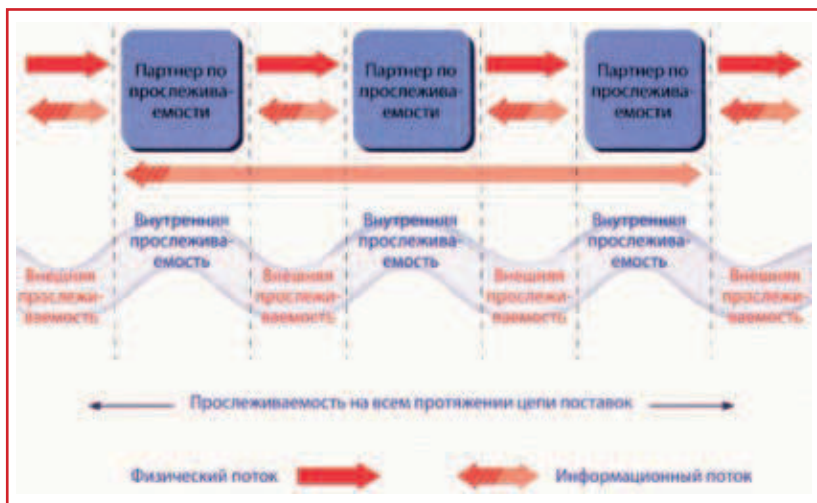 Партнер по
прослежива-
емости
Партнер по
прослежива-
емости
Партнер по
прослежива-
емости
Внутренняя
прослежива-
емость
Внутренняя
прослежива-
емость
Внутренняя
прослежива-
емость
Внешняя
прослежи-
ваемость
Внешняя
прослежи-
ваемость
Внешняя
прослежи-
ваемость
Внешняя
прослежи-
ваемость
Прослеживаемость на всем протяжении цепи поставок
Физический поток
Информационный поток